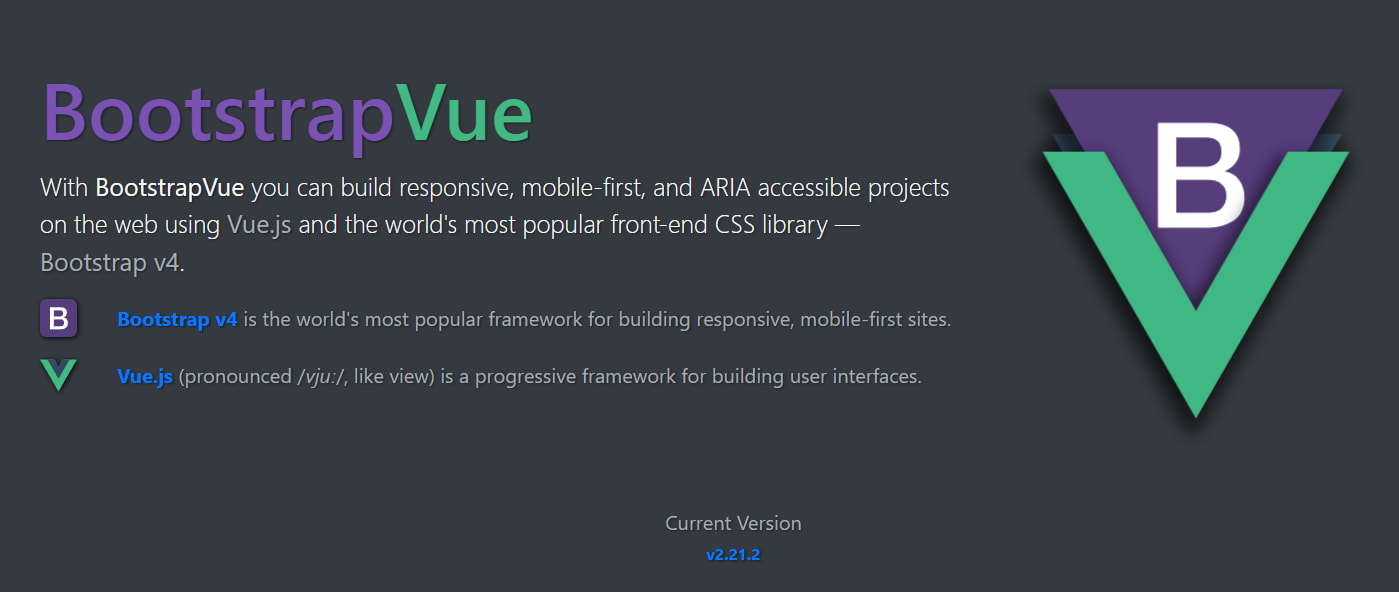 BootstrapVue
With BootstrapVue you can build responsive, mobile-first, and ARIA accessible projects
on the web using Vue.js and the world's most popular front-end CSS library —
Bootstrap v4.
B
Bootstrap v4 is the world's most popular framework for building responsive, mobile-first sites.
Vue.js (pronounced /vju:/, like view) is a progressive framework for building user interfaces.
B
Current Version
v2.21.2